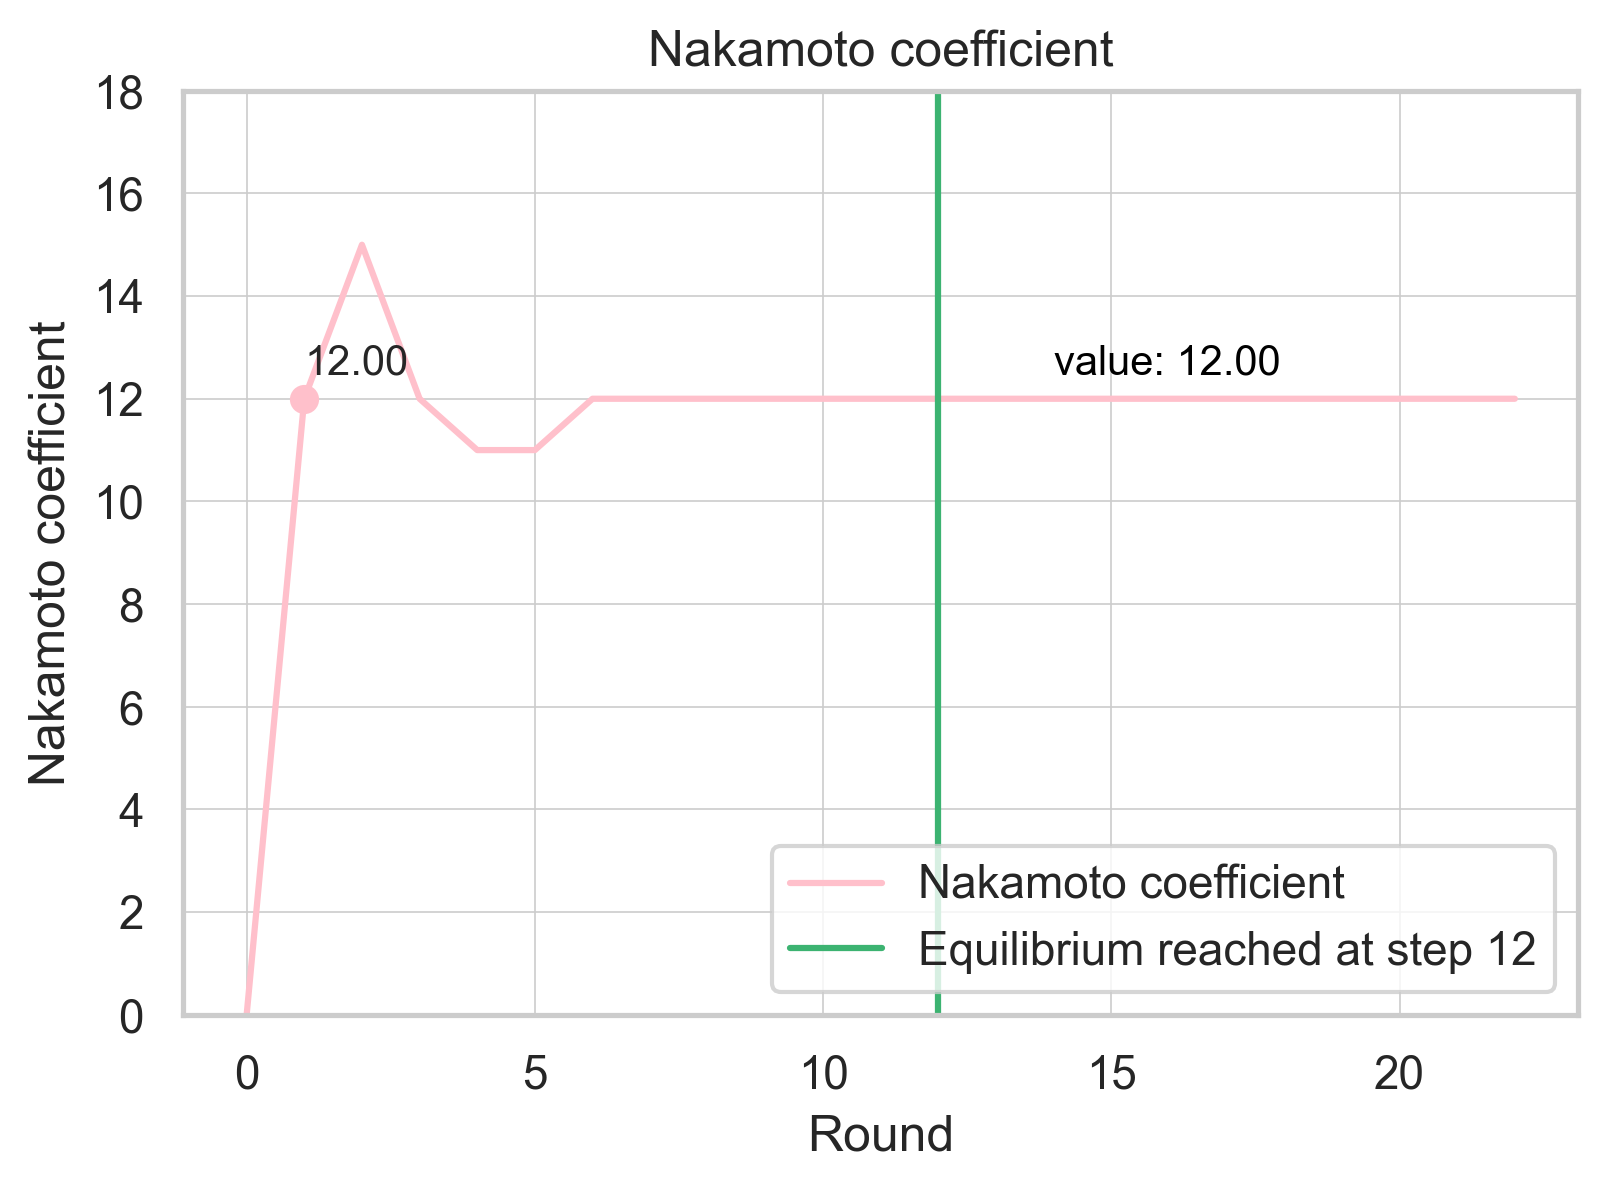 Nakamoto coefficient
18
16
14
12
10
8
6
4
2
0
Nakamoto coefficient
12.00
value: 12.00
Nakamoto coefficient
Equilibrium reached at step 12
0 5 10 15 20
Round